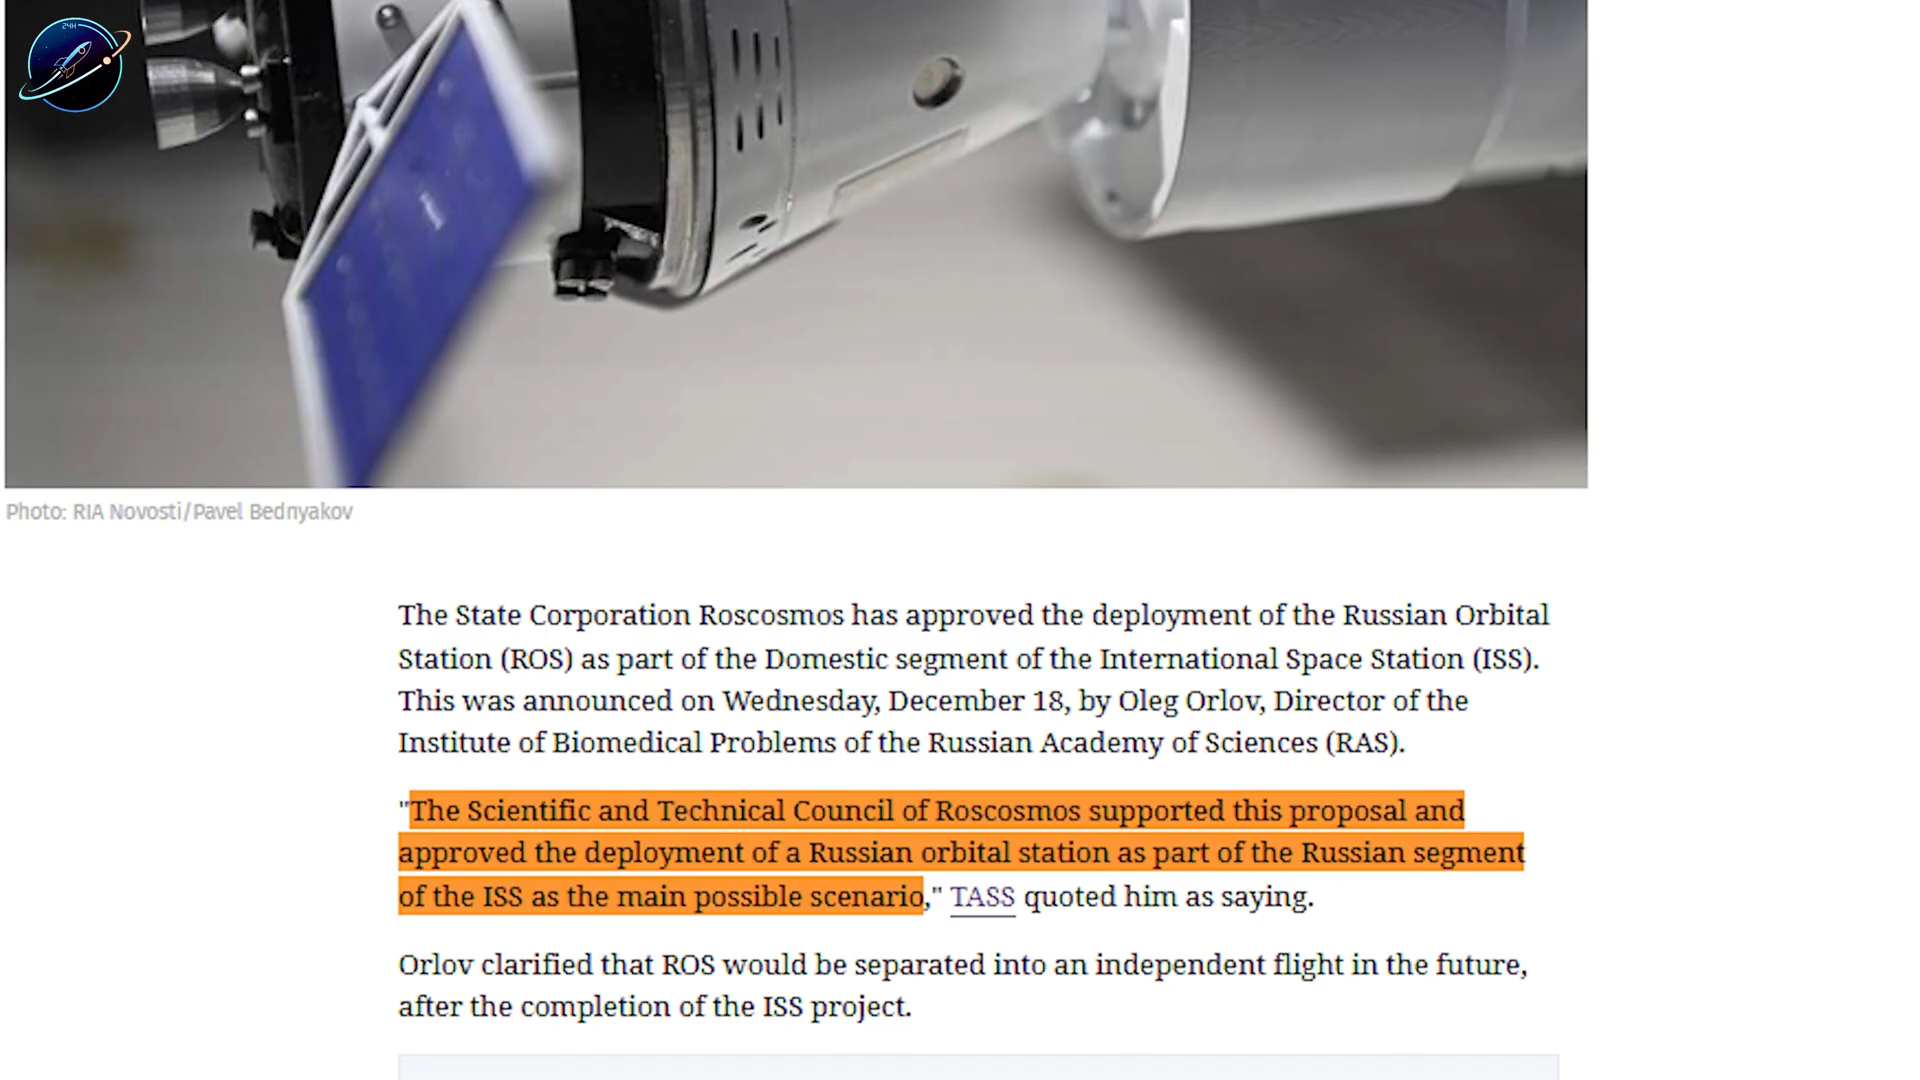 24H
Photo: RIA Novosti/Pavel Bednyakov
The State Corporation Roscosmos has approved the deployment of the Russian Orbital
Station (ROS) as part of the Domestic segment of the International Space Station (ISS).
This was announced on Wednesday, December 18, by Oleg Orlov, Director of the
Institute of Biomedical Problems of the Russian Academy of Sciences (RAS).
"The Scientific and Technical Council of Roscosmos supported this proposal and
approved the deployment of a Russian orbital station as part of the Russian segment
of the ISS as the main possible scenario," TASS quoted him as saying.
Orlov clarified that ROS would be separated into an independent flight in the future,
after the completion of the ISS project.